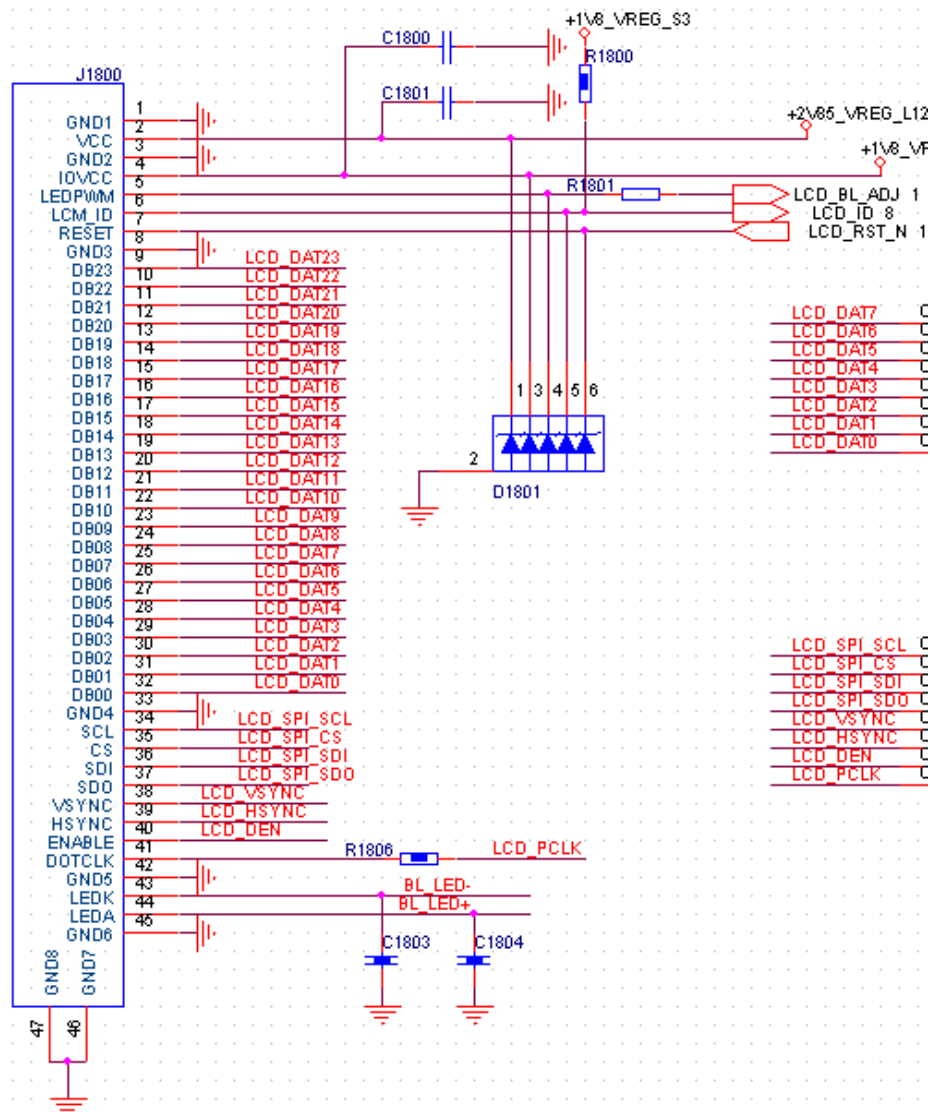 +1V8_VREG_S3
C1800
R1800
J1800
C1801
1
+2V85_VREG_L12
GND1
2
VCC
3
+1V8_VR
GND2
4
IOVCC
5
R1801
LEDPWM
6
LCD_BL_ADJ 1
LCM_ID
7
LCD_ID 8
RESET
8
LCD_RST_N 1
GND3
9
LCD_DAT23
DB23
10
LCD_DAT22
DB22
11
LCD_DAT21
DB21
12
LCD_DAT20
LCD_DAT7
DB20
13
LCD_DAT19
LCD_DAT6
DB19
14
LCD_DAT18
LCD_DAT5
DB18
15
LCD_DAT17
LCD_DAT4
DB17
16
LCD_DAT16
LCD_DAT3
DB16
17
LCD_DAT15
LCD_DAT2
DB15
18
LCD_DAT14
LCD_DAT1
DB14
19
LCD_DAT13
LCD_DAT0
DB13
20
LCD_DAT12
DB12
21
LCD_DAT11
DB11
22
LCD_DAT10
DB10
23
LCD_DAT9
DB09
24
LCD_DAT8
DB08
25
LCD_DAT7
DB07
26
LCD_DAT6
DB06
27
LCD_DAT5
DB05
28
LCD_DAT4
DB04
29
LCD_DAT3
DB03
30
LCD_DAT2
DB02
31
LCD_DAT1
DB01
32
LCD_DAT0
DB00
33
GND4
34
LCD_SPI_SCL
SCL
35
LCD_SPI_CS
CS
36
LCD_SPI_SDI
SDI
37
LCD_SPI_SDO
SDO
38
LCD_VSYNC
VSYNC
39
LCD_HSYNC
HSYNC
40
LCD_DEN
ENABLE
41
R1806
LCD_PCLK
DOTCLK
42
GND5
43
BL_LED-
LEDK
44
BL_LED+
LEDA
45
GND6
C1803
C1804
GND8
GND7
47
46
1 3 4 5 6
2
D1801
LCD_SPI_SCL
LCD_SPI_CS
LCD_SPI_SDI
LCD_SPI_SDO
LCD_VSYNC
LCD_HSYNC
LCD_DEN
LCD_PCLK